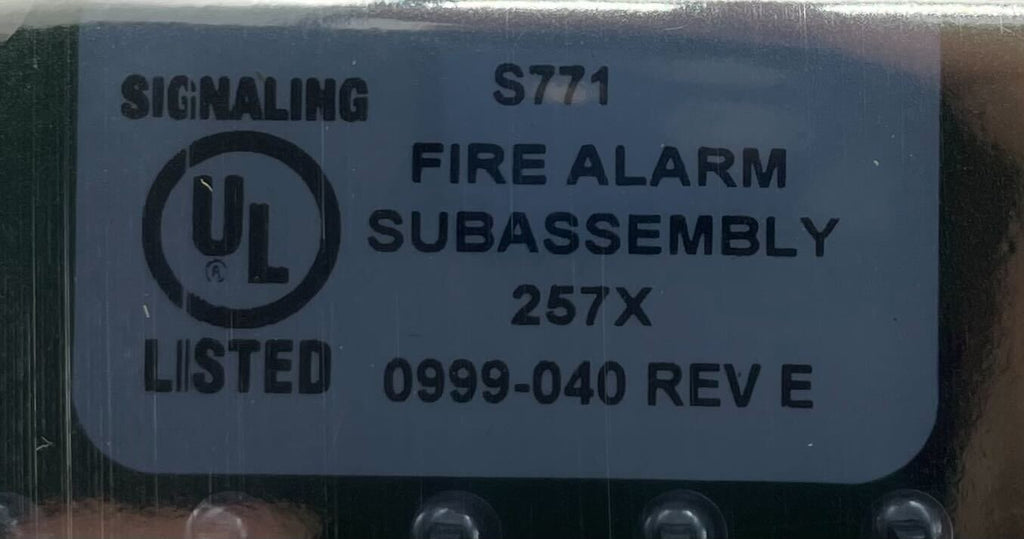 SIGNALING
UL
®
LISTED
S771
FIRE ALARM
SUBASSEMBLY
257X
0999-040 REV E